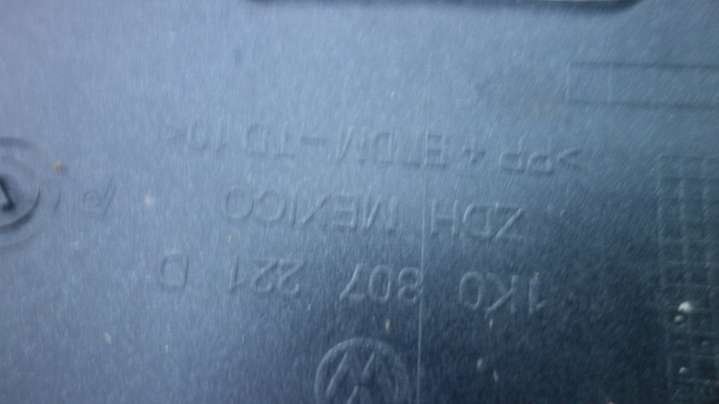 1K0 807 221 D
ZDH MEXICO
>PP+EPDM-TD10<